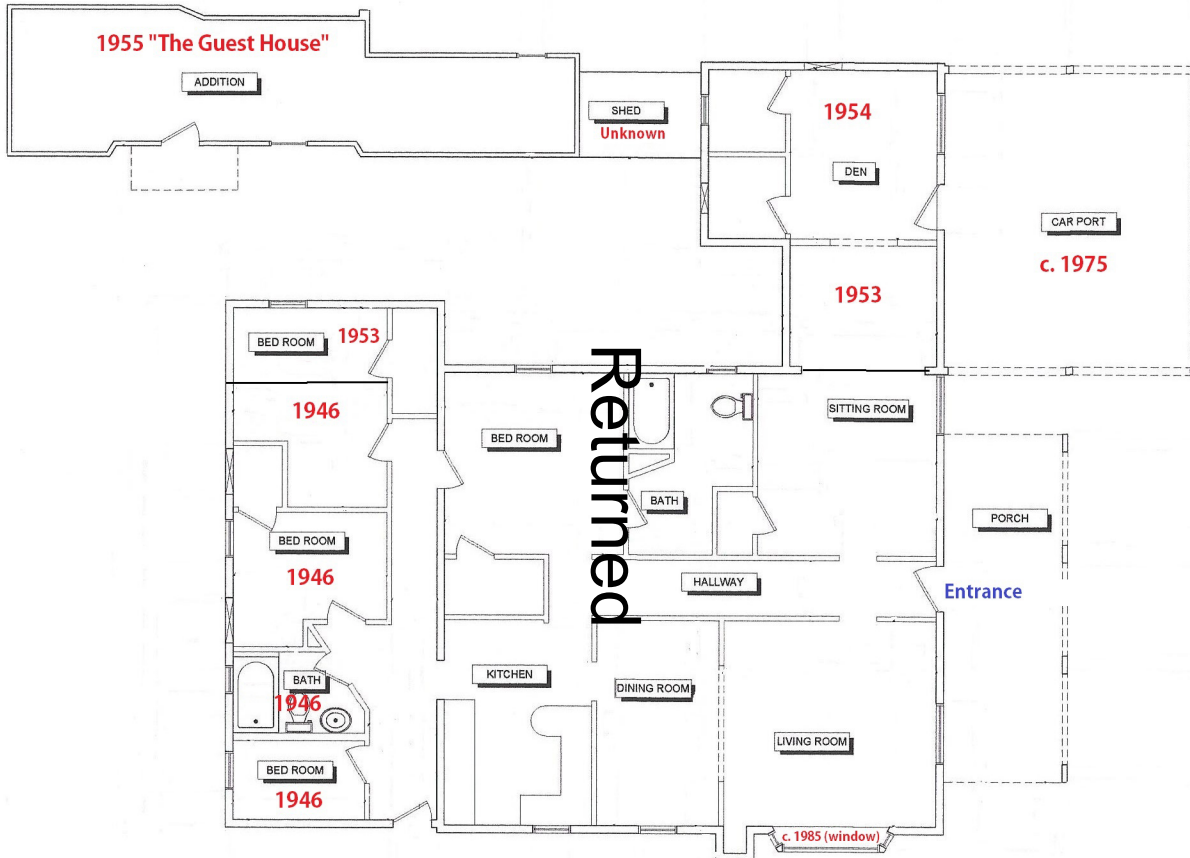 1955 "The Guest House"
ADDITION
SHED
Unknown
1954
DEN
CAR PORT
c. 1975
1953
BED ROOM
1953
1946
BED ROOM
SITTING ROOM
BATH
PORCH
BED ROOM
1946
HALLWAY
Entrance
Returned
KITCHEN
DINING ROOM
BATH
1946
LIVING ROOM
BED ROOM
1946
c. 1985 (window)